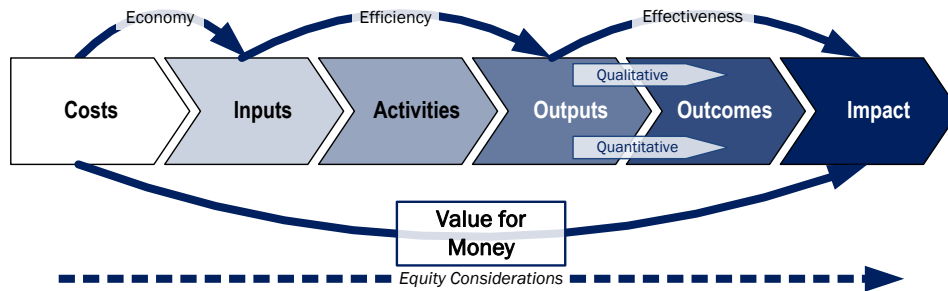 Economy
Efficiency
Effectiveness
Costs
Inputs
Activities
Outputs
Outcomes
Impact
Qualitative
Quantitative
Value for
Money
Equity Considerations